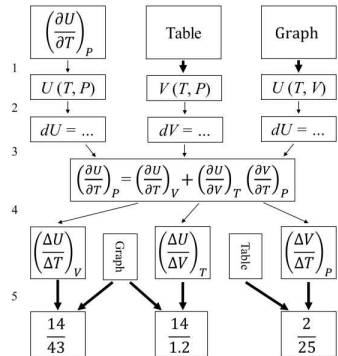 (∂U/∂T)_P Table Graph
1
U (T, P) V (T, P) U (T, V)
2
dU = ... dV = ... dU = ...
3
(∂U/∂T)_P = (∂U/∂T)_V + (∂U/∂V)_T (∂V/∂T)_P
4
(ΔU/ΔT)_V Graph (ΔU/ΔV)_T Table (ΔV/ΔT)_P
5
14/43 14/1.2 2/25